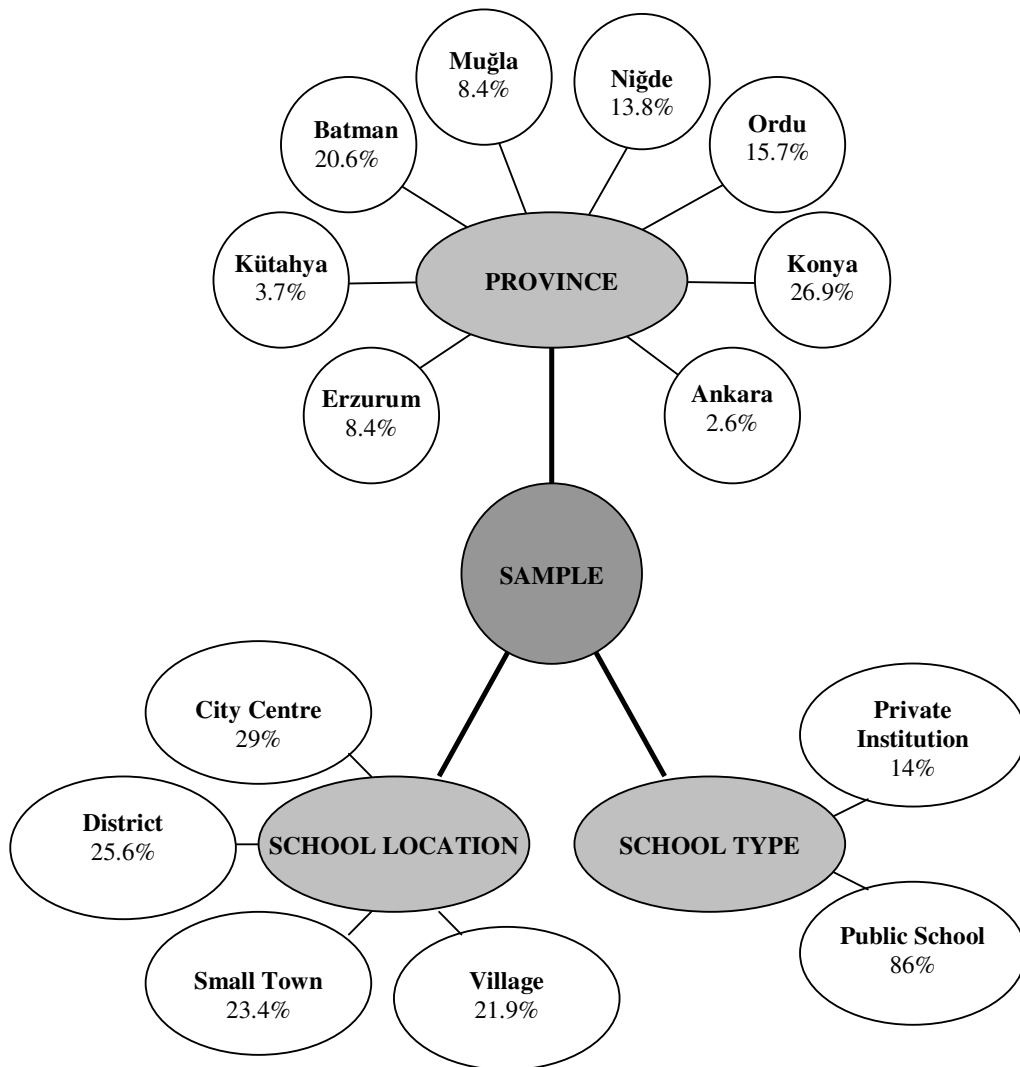 Muğla
8.4%
Niğde
13.8%
Batman
20.6%
Ordu
15.7%
Kütahya
3.7%
PROVINCE
Konya
26.9%
Erzurum
8.4%
Ankara
2.6%
SAMPLE
City Centre
29%
Private
Institution
14%
District
25.6%
SCHOOL LOCATION
SCHOOL TYPE
Small Town
23.4%
Village
21.9%
Public School
86%